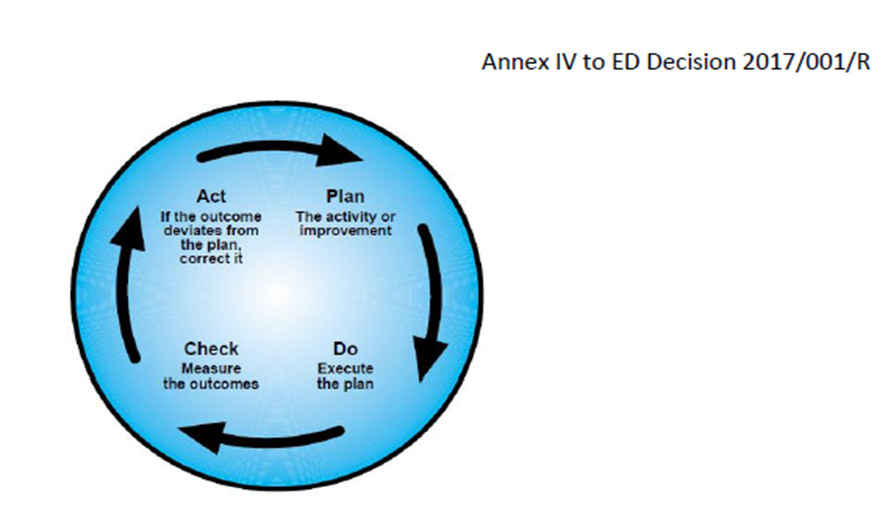 Annex IV to ED Decision 2017/001/R
Act
If the outcome
deviates from
the plan,
correct it
Plan
The activity or
improvement
Check
Measure
the outcomes
Do
Execute
the plan